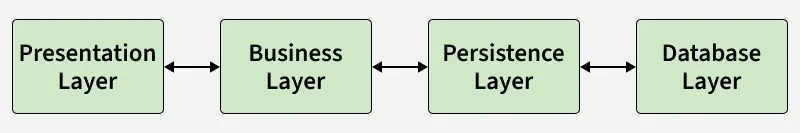 Presentation
Layer
Business
Layer
Persistence
Layer
Database
Layer